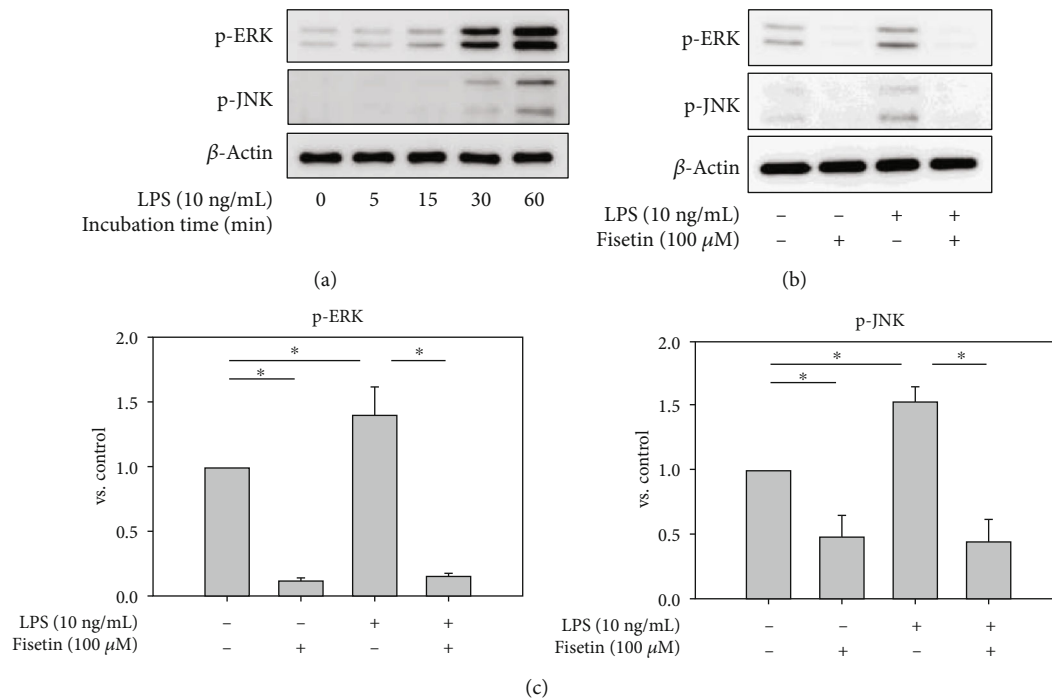 p-ERK
p-JNK
β-Actin
LPS (10 ng/mL) 0 5 15 30 60
Incubation time (min)
(a)
p-ERK
p-JNK
β-Actin
LPS (10 ng/mL) – – + +
Fisetin (100 μM) – + – +
(b)
p-ERK
2.0
1.5
1.0
0.5
0.0
vs. control
* * *
LPS (10 ng/mL) – – + +
Fisetin (100 μM) – + – +
p-JNK
2.0
1.5
1.0
0.5
0.0
vs. control
* * *
LPS (10 ng/mL) – – + +
Fisetin (100 μM) – + – +
(c)